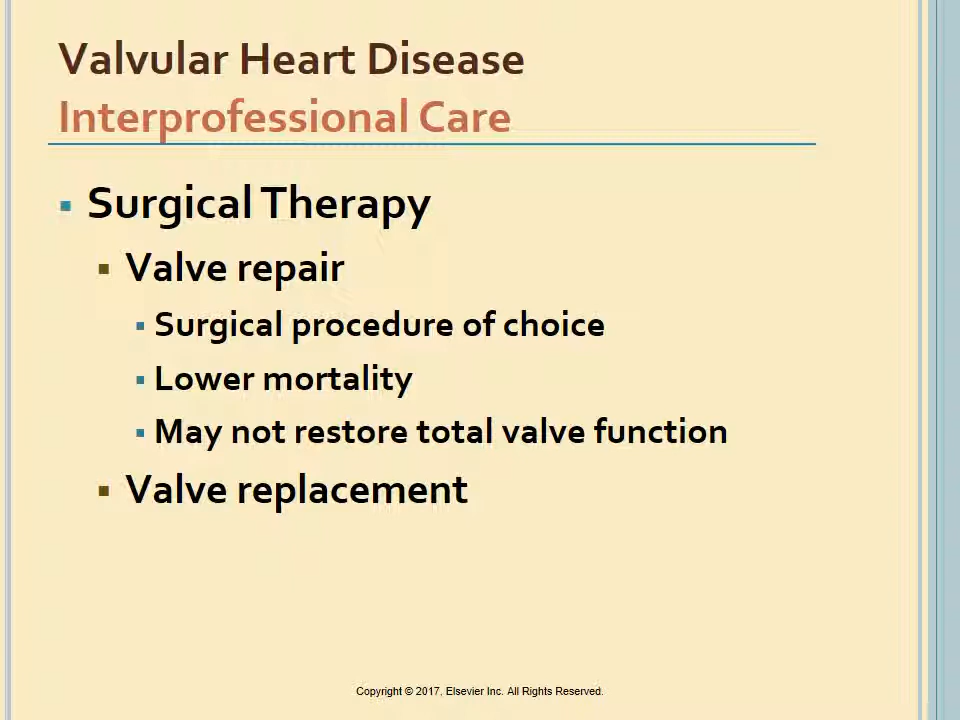 Valvular Heart Disease
Interprofessional Care
Surgical Therapy
Valve repair
Surgical procedure of choice
Lower mortality
May not restore total valve function
Valve replacement
Copyright © 2017, Elsevier Inc. All Rights Reserved.